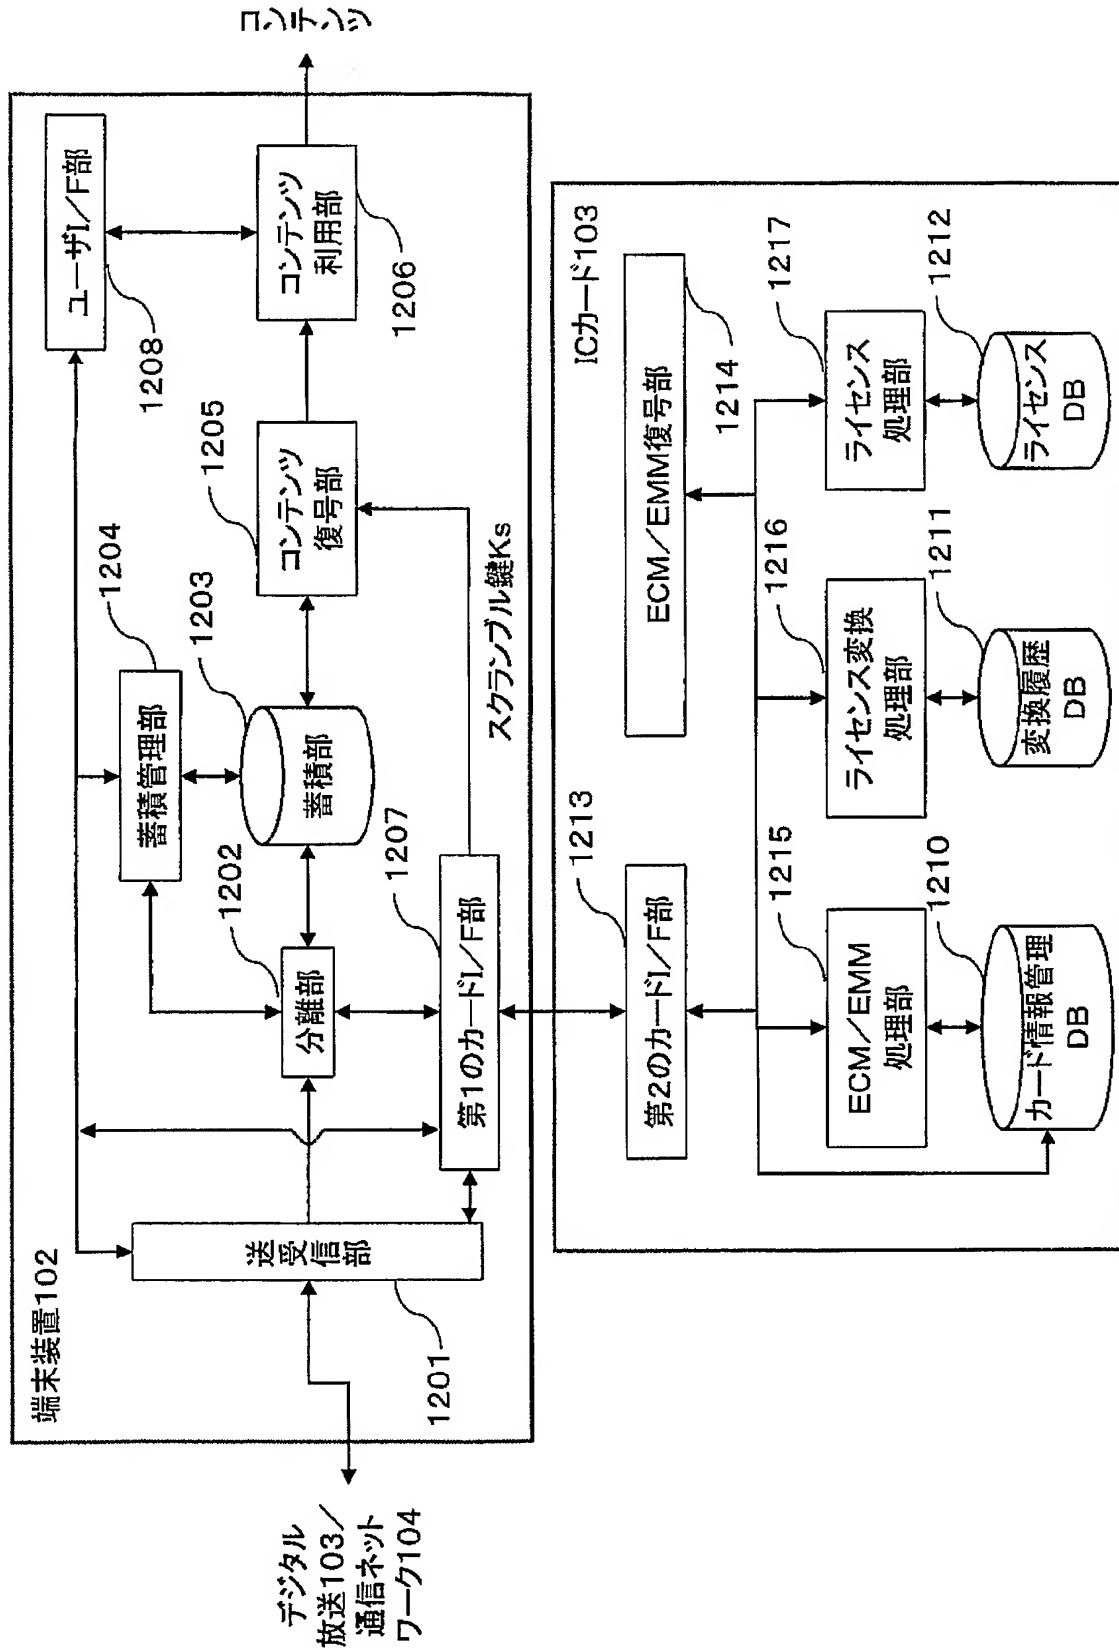 デジタル
放送103／
通信ネット
ワーク104
端末装置102
送受信部
1201
分離部
1202
蓄積部
1203
蓄積管理部
1204
コンテンツ
復号部
1205
コンテンツ
利用部
1206
ユーザI／F部
1208
コンテンツ
第1のカードI／F部
1207
スクランブル鍵Ks
ICカード103
第2のカードI／F部
1213
ECM／EMM復号部
1214
ECM／EMM
処理部
1215
ライセンス変換
処理部
1216
ライセンス
処理部
1217
カード情報管理
DB
1210
変換履歴
DB
1211
ライセンス
DB
1212